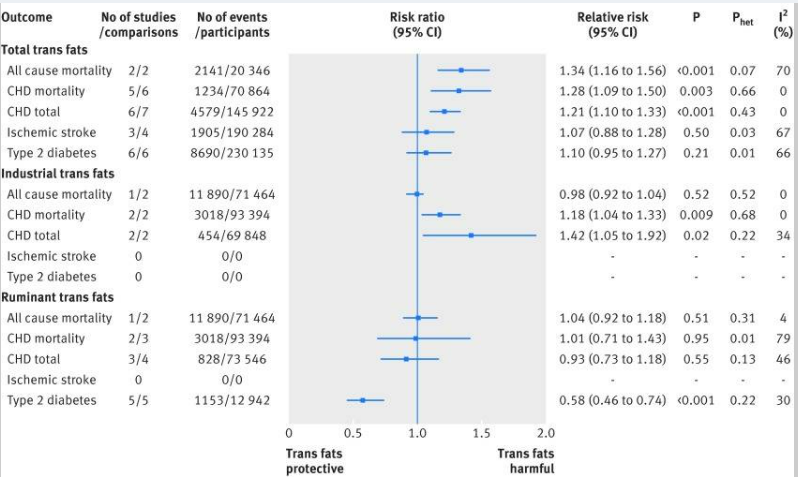 Outcome No of studies /comparisons No of events /participants Risk ratio (95% CI) Relative risk (95% CI) P Phet I² (%)
Total trans fats
All cause mortality 2/2 2141/20 346 1.34 (1.16 to 1.56) <0.001 0.07 70
CHD mortality 5/6 1234/70 864 1.28 (1.09 to 1.50) 0.003 0.66 0
CHD total 6/7 4579/145 922 1.21 (1.10 to 1.33) <0.001 0.43 0
Ischemic stroke 3/4 1905/190 284 1.07 (0.88 to 1.28) 0.50 0.03 67
Type 2 diabetes 6/6 8690/230 135 1.10 (0.95 to 1.27) 0.21 0.01 66
Industrial trans fats
All cause mortality 1/2 11 890/71 464 0.98 (0.92 to 1.04) 0.52 0.52 0
CHD mortality 2/2 3018/93 394 1.18 (1.04 to 1.33) 0.009 0.68 0
CHD total 2/2 454/69 848 1.42 (1.05 to 1.92) 0.02 0.22 34
Ischemic stroke 0 0/0 - - - -
Type 2 diabetes 0 0/0 - - - -
Ruminant trans fats
All cause mortality 1/2 11 890/71 464 1.04 (0.92 to 1.18) 0.51 0.31 4
CHD mortality 2/3 3018/93 394 1.01 (0.71 to 1.43) 0.95 0.01 79
CHD total 3/4 828/73 546 0.93 (0.73 to 1.18) 0.55 0.13 46
Ischemic stroke 0 0/0 - - - -
Type 2 diabetes 5/5 1153/12 942 0.58 (0.46 to 0.74) <0.001 0.22 30
0 0.5 1.0 1.5 2.0
Trans fats protective Trans fats harmful